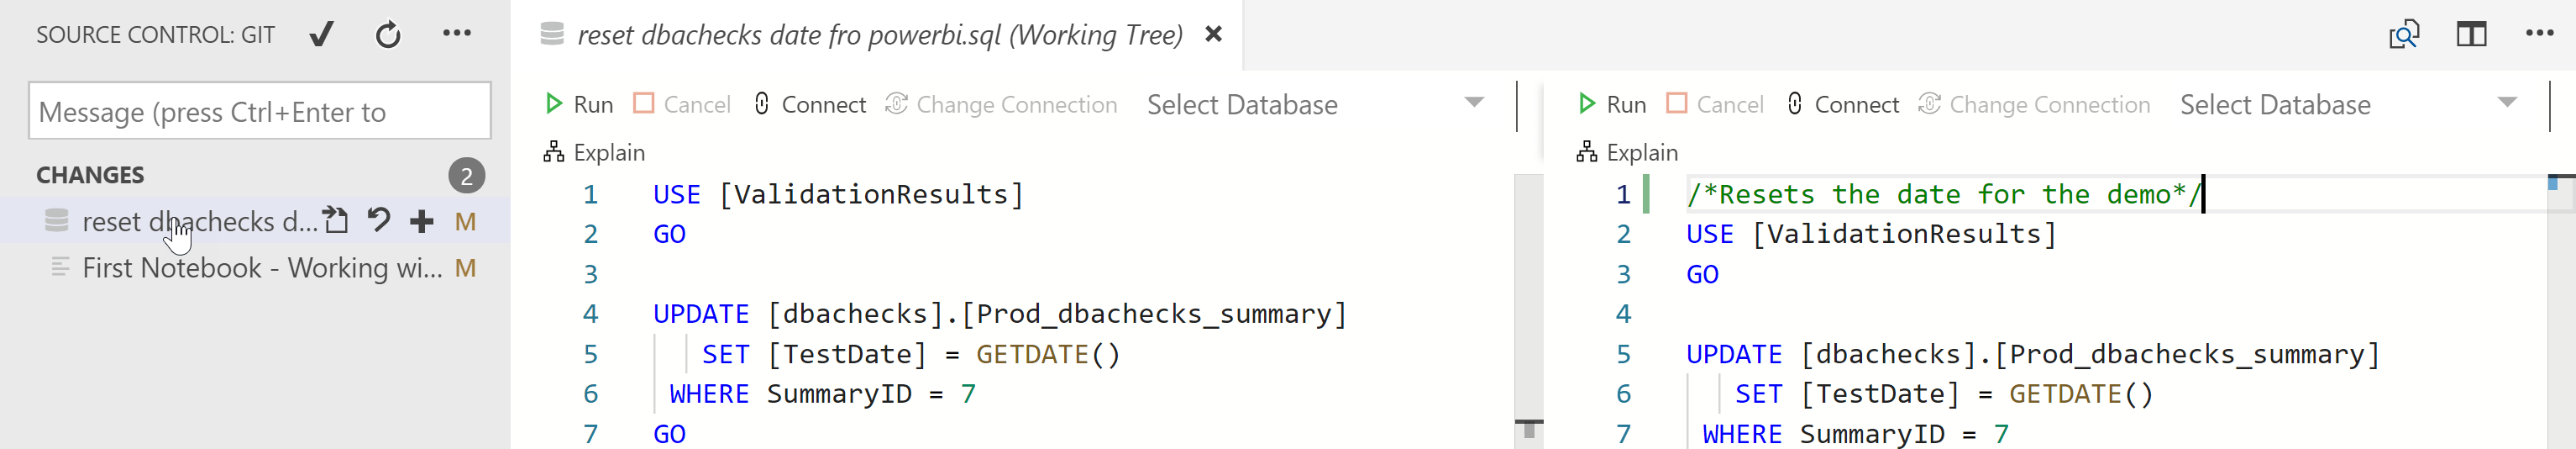 SOURCE CONTROL: GIT
Message (press Ctrl+Enter to
CHANGES 2
reset dbachecks d... M
First Notebook - Working wi... M
reset dbachecks date fro powerbi.sql (Working Tree)
Run Cancel Connect Change Connection Select Database
Explain
1 USE [ValidationResults]
2 GO
3
4 UPDATE [dbachecks].[Prod_dbachecks_summary]
5 SET [TestDate] = GETDATE()
6 WHERE SummaryID = 7
7 GO
Run Cancel Connect Change Connection Select Database
Explain
1 /*Resets the date for the demo*/
2 USE [ValidationResults]
3 GO
4
5 UPDATE [dbachecks].[Prod_dbachecks_summary]
6 SET [TestDate] = GETDATE()
7 WHERE SummaryID = 7